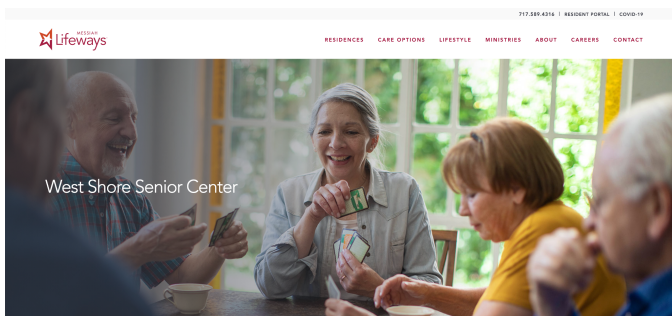 717.589.4316 | RESIDENT PORTAL | COVID-19
MESSIAH
Lifeways
RESIDENCES CARE OPTIONS LIFESTYLE MINISTRIES ABOUT CAREERS CONTACT
West Shore Senior Center